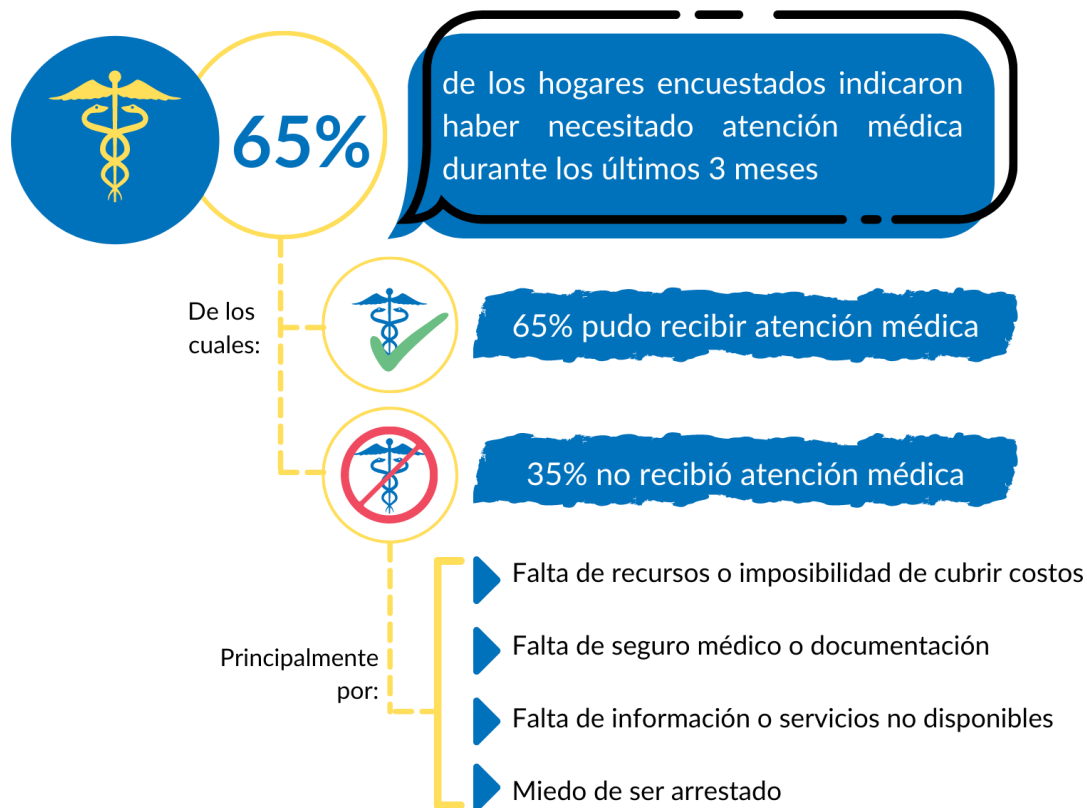 65%
de los hogares encuestados indicaron
haber necesitado atención médica
durante los últimos 3 meses
De los
cuales:
65% pudo recibir atención médica
35% no recibió atención médica
Principalmente
por:
Falta de recursos o imposibilidad de cubrir costos
Falta de seguro médico o documentación
Falta de información o servicios no disponibles
Miedo de ser arrestado